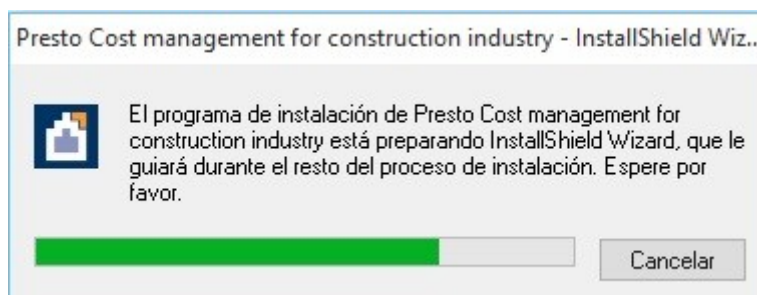 Presto Cost management for construction industry - InstallShield Wiz...
El programa de instalación de Presto Cost management for
construction industry está preparando InstallShield Wizard, que le
guiará durante el resto del proceso de instalación. Espere por
favor.
Cancelar